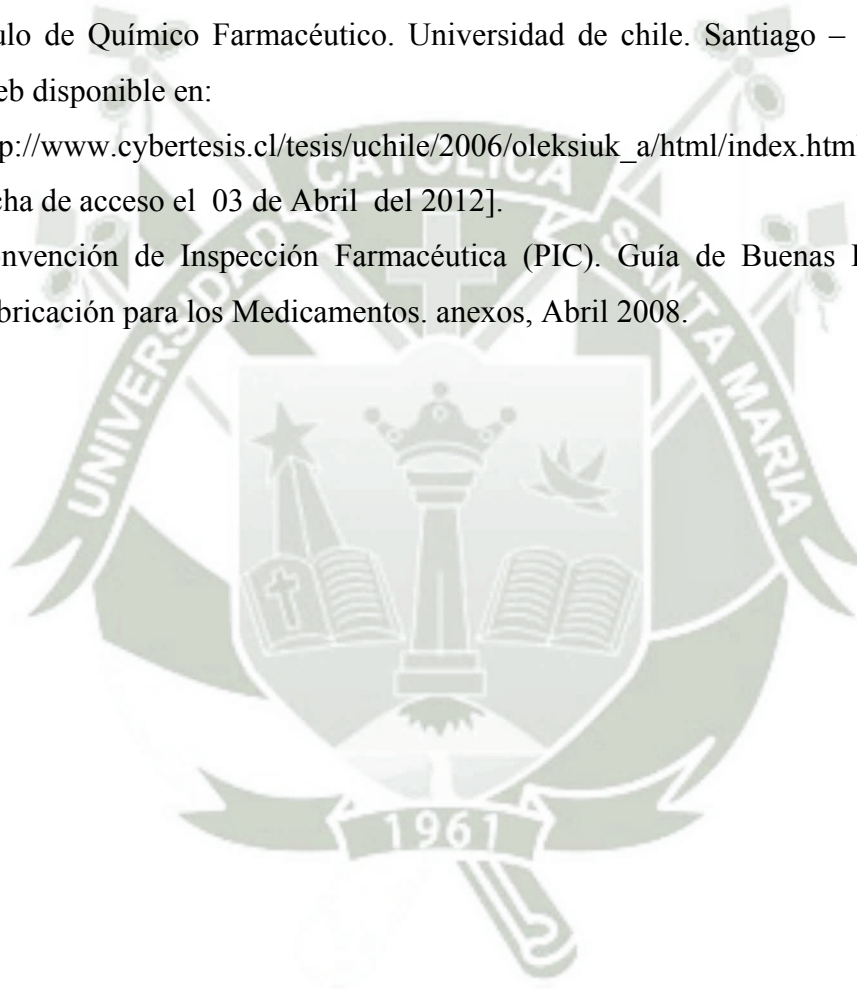 ulo de Químico Farmacéutico. Universidad de chile. Santiago –
eb disponible en:
p://www.cybertesis.cl/tesis/uchile/2006/oleksiuk_a/html/index.html
cha de acceso el 03 de Abril del 2012].
nvención de Inspección Farmacéutica (PIC). Guía de Buenas
bricación para los Medicamentos. anexos, Abril 2008.
UNIVERSIDAD CATOLICA SANTA MARIA
1961